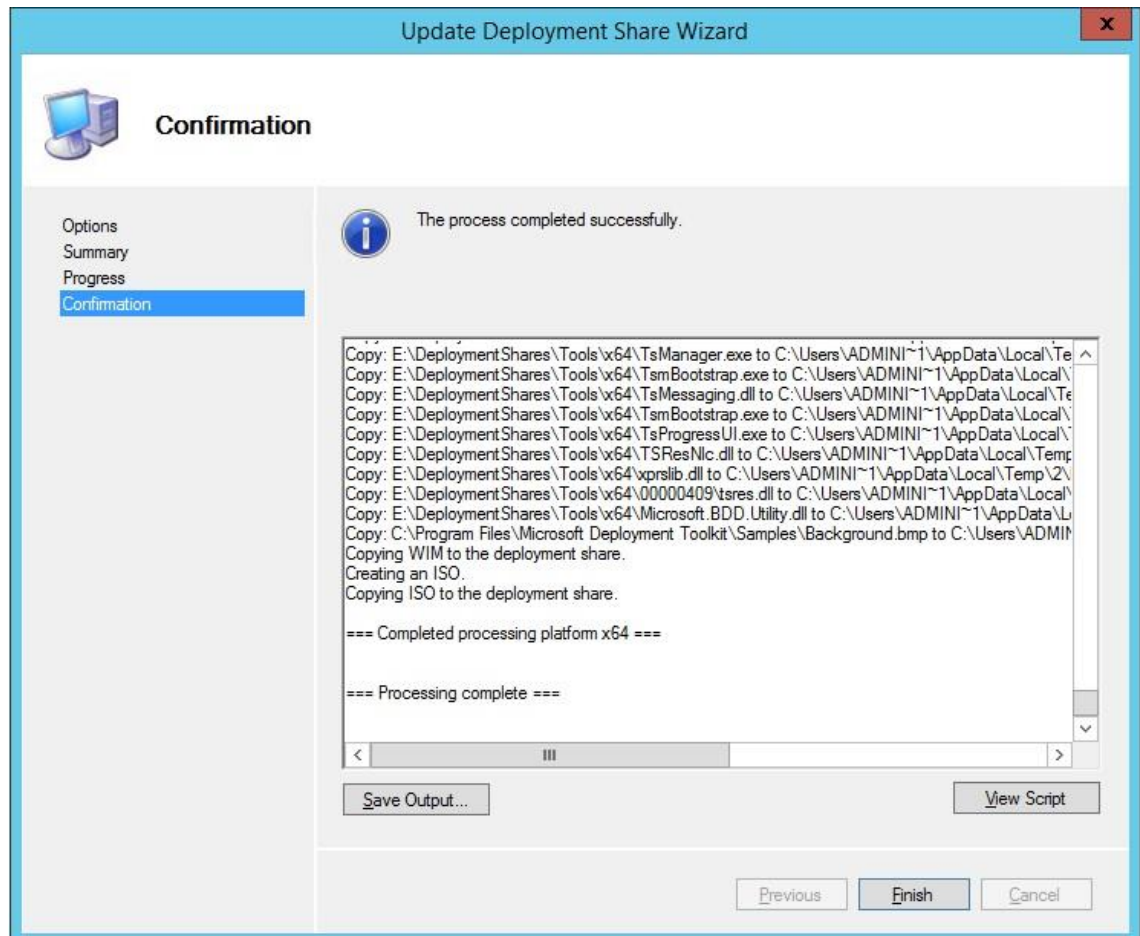 Update Deployment Share Wizard
x
Confirmation
Options
Summary
Progress
Confirmation
The process completed successfully.
Copy: E:\DeploymentShares\Tools\x64\TsManager.exe to C:\Users\ADMINI~1\AppData\Local\Te
Copy: E:\DeploymentShares\Tools\x64\TsmBootstrap.exe to C:\Users\ADMINI~1\AppData\Local\
Copy: E:\DeploymentShares\Tools\x64\TsMessaging.dll to C:\Users\ADMINI~1\AppData\Local\Te
Copy: E:\DeploymentShares\Tools\x64\TsmBootstrap.exe to C:\Users\ADMINI~1\AppData\Local\
Copy: E:\DeploymentShares\Tools\x64\TsProgressUI.exe to C:\Users\ADMINI~1\AppData\Local\
Copy: E:\DeploymentShares\Tools\x64\TSResNlc.dll to C:\Users\ADMINI~1\AppData\Local\Temp
Copy: E:\DeploymentShares\Tools\x64\xprslib.dll to C:\Users\ADMINI~1\AppData\Local\Temp\2\
Copy: E:\DeploymentShares\Tools\x64\00000409\tsres.dll to C:\Users\ADMINI~1\AppData\Local\
Copy: E:\DeploymentShares\Tools\x64\Microsoft.BDD.Utility.dll to C:\Users\ADMINI~1\AppData\L
Copy: C:\Program Files\Microsoft Deployment Toolkit\Samples\Background.bmp to C:\Users\ADMIN
Copying WIM to the deployment share.
Creating an ISO.
Copying ISO to the deployment share.
=== Completed processing platform x64 ===
=== Processing complete ===
Save Output...
View Script
Previous
Finish
Cancel